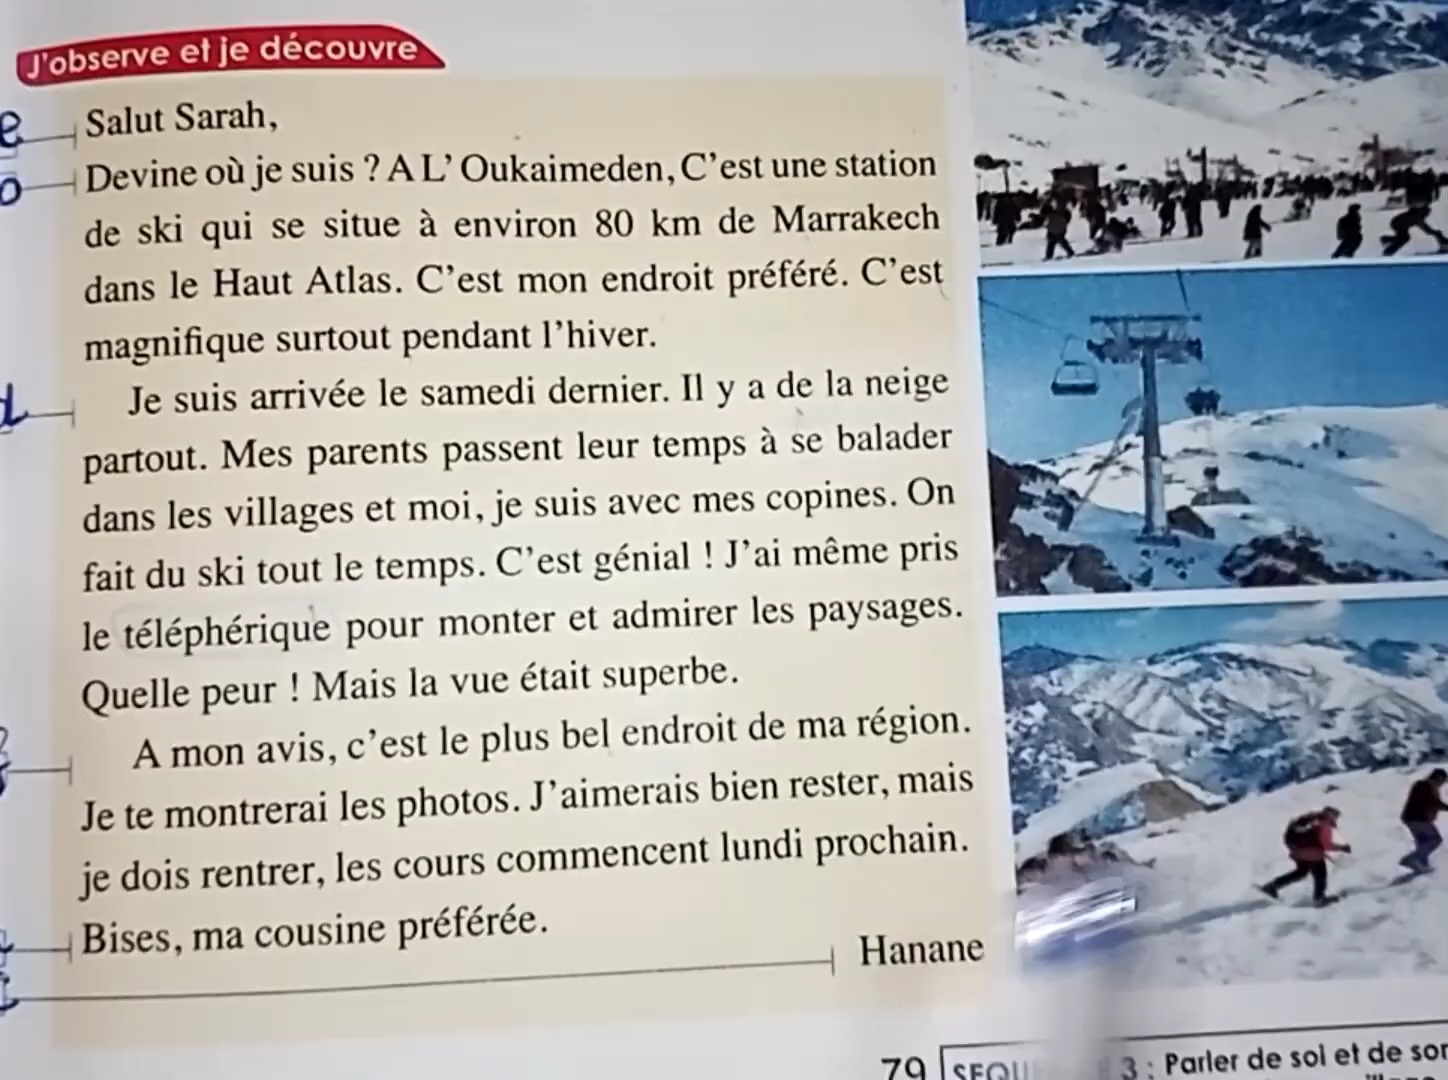 J'observe et je découvre
Salut Sarah,
Devine où je suis ? A L' Oukaimeden, C'est une station
de ski qui se situe à environ 80 km de Marrakech
dans le Haut Atlas. C'est mon endroit préféré. C'est
magnifique surtout pendant l'hiver.
Je suis arrivée le samedi dernier. Il y a de la neige
partout. Mes parents passent leur temps à se balader
dans les villages et moi, je suis avec mes copines. On
fait du ski tout le temps. C'est génial ! J'ai même pris
le téléphérique pour monter et admirer les paysages.
Quelle peur ! Mais la vue était superbe.
A mon avis, c'est le plus bel endroit de ma région.
Je te montrerai les photos. J'aimerais bien rester, mais
je dois rentrer, les cours commencent lundi prochain.
Bises, ma cousine préférée.
Hanane
79 3 : Parler de soi et de